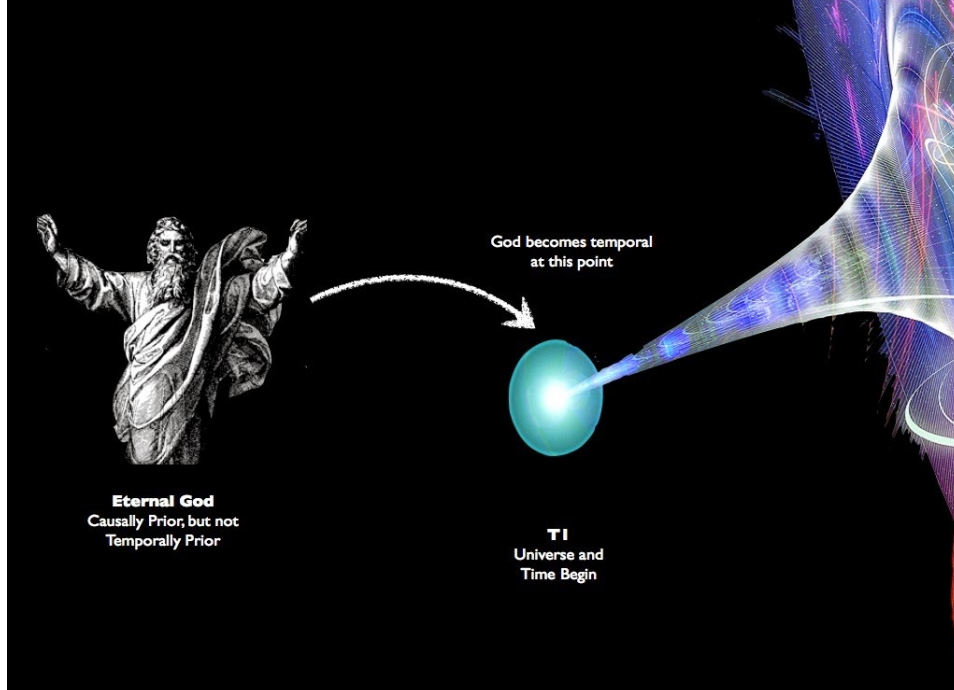 God becomes temporal
at this point
Eternal God
Causally Prior, but not
Temporally Prior
T1
Universe and
Time Begin